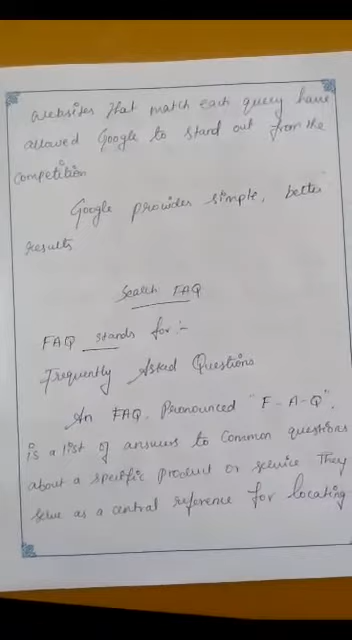 websites that match each query have
allowed Google to stand out from the
competition
Google provides simple, better
results
Search FAQ
FAQ stands for :-
Frequently Asked Questions
An FAQ, Pronounced "F-A-Q",
is a list of answers to common questions
about a specific product or service They
serve as a central reference for locating